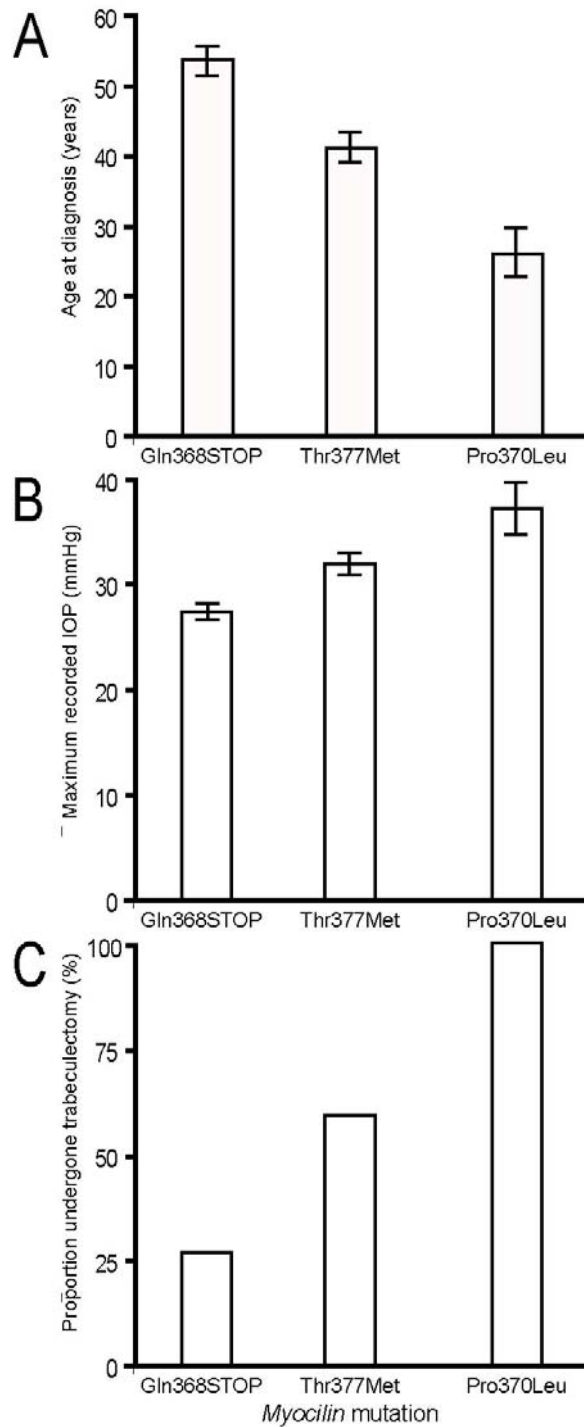 A
Age at diagnosis (years)
60
50
40
30
20
10
0
Gln368STOP Thr377Met Pro370Leu
B
Maximum recorded IOP (mmHg)
40
30
20
10
0
Gln368STOP Thr377Met Pro370Leu
C
Proportion undergone trabeculectomy (%)
100
75
50
25
0
Gln368STOP Thr377Met Pro370Leu
Myocilin mutation